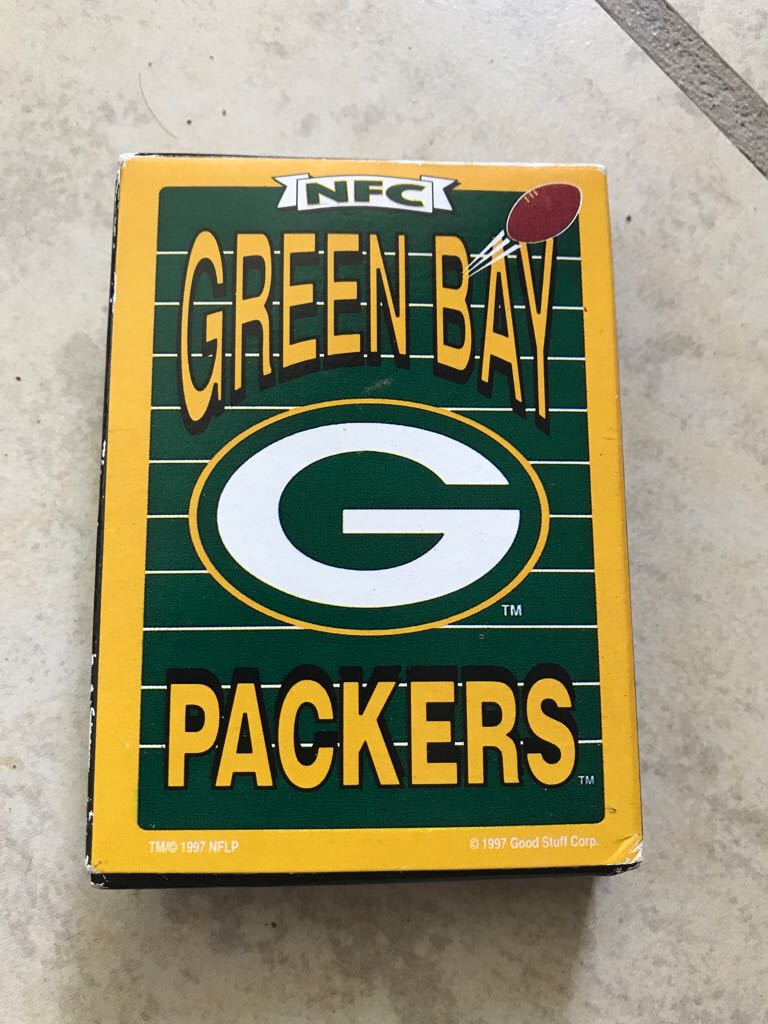 NFC
GREEN BAY
G
TM
PACKERS
TM
TM/© 1997 NFLP
© 1997 Good Stuff Corp.